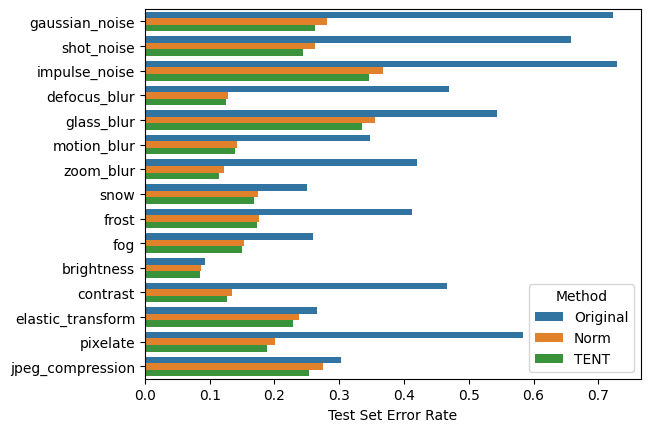 gaussian_noise
shot_noise
impulse_noise
defocus_blur
glass_blur
motion_blur
zoom_blur
snow
frost
fog
brightness
contrast
elastic_transform
pixelate
jpeg_compression
Method
Original
Norm
TENT
0.0 0.1 0.2 0.3 0.4 0.5 0.6 0.7
Test Set Error Rate